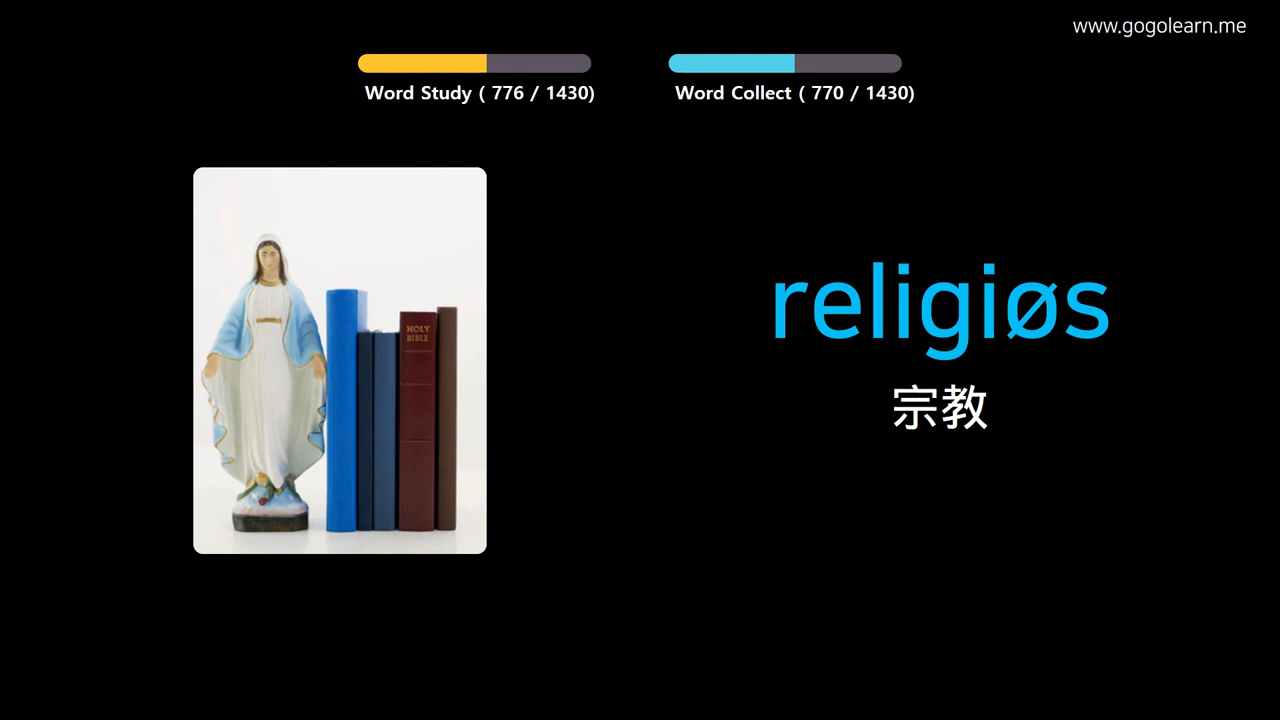 www.gogolearn.me
Word Study ( 776 / 1430)
Word Collect ( 770 / 1430)
HOLY
BIBLE
religiøs
宗教